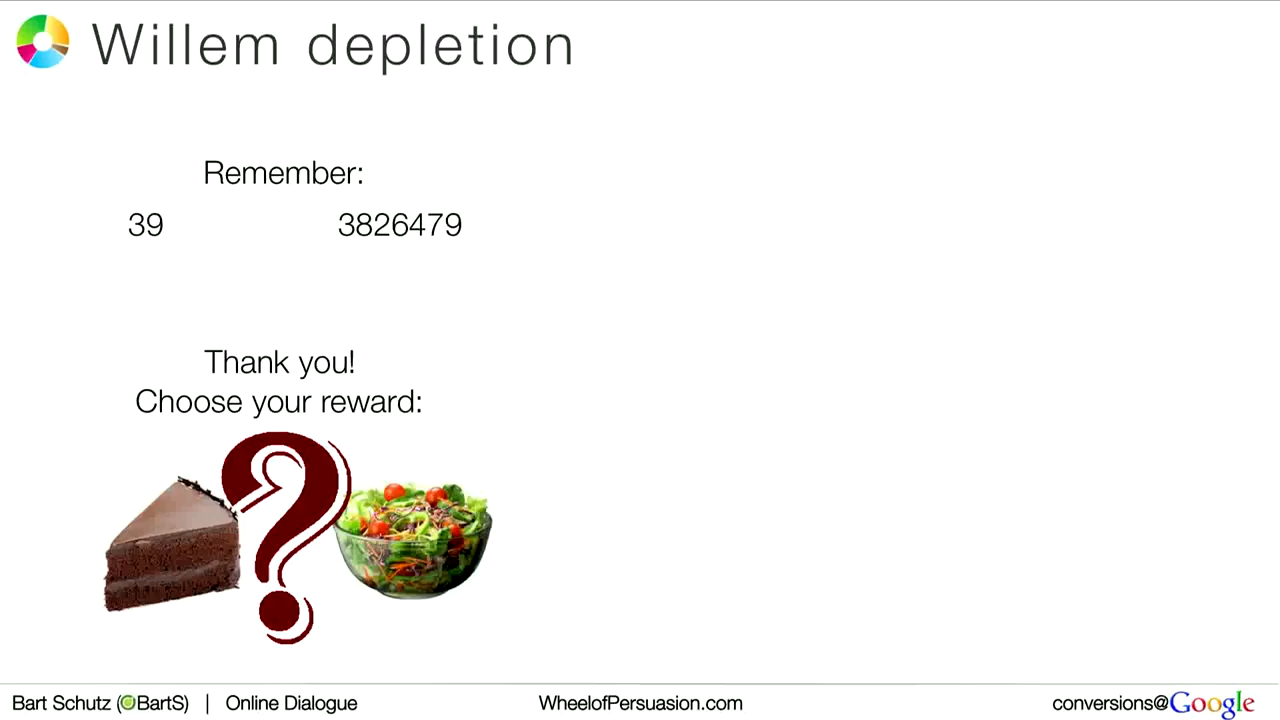 Willem depletion
Remember:
39 3826479
Thank you!
Choose your reward:
?
Bart Schutz (@BartS) | Online Dialogue WheelofPersuasion.com conversions@Google